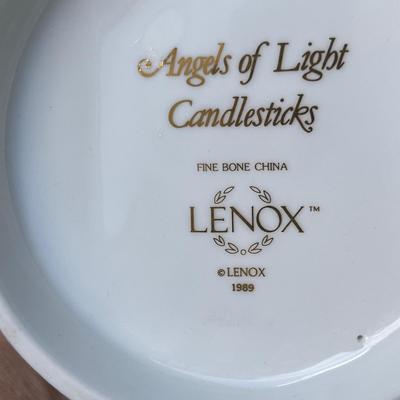 Angels of Light
Candlesticks
FINE BONE CHINA
LENOX™
©LENOX
1989